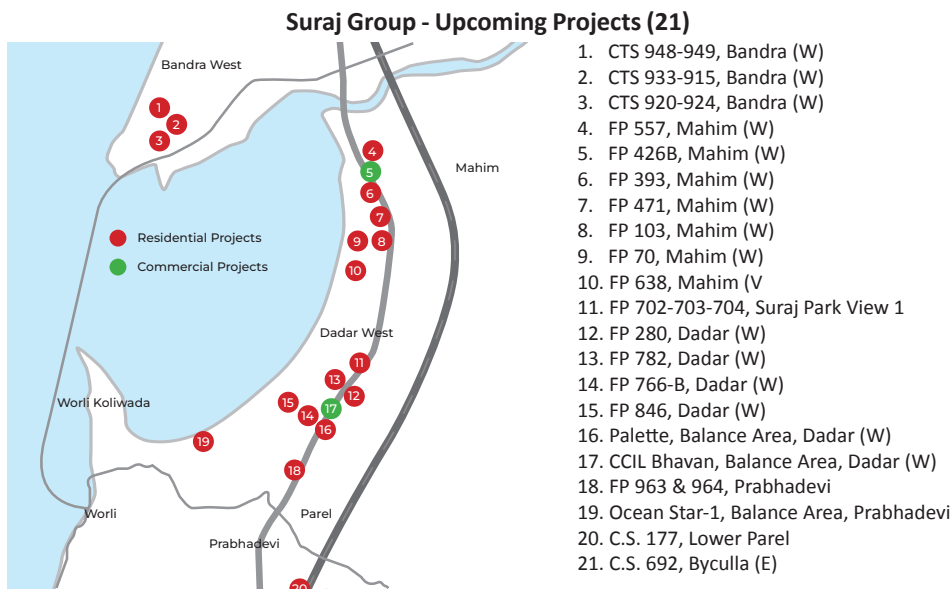 Suraj Group - Upcoming Projects (21)
Bandra West
1
2
3
4
5
6
7
8
9
10
Mahim
Residential Projects
Commercial Projects
Dadar West
11
13
12
15
14
17
16
Worli Koliwada
19
18
Worli
Parel
Prabhadevi
20
1. CTS 948-949, Bandra (W)
2. CTS 933-915, Bandra (W)
3. CTS 920-924, Bandra (W)
4. FP 557, Mahim (W)
5. FP 426B, Mahim (W)
6. FP 393, Mahim (W)
7. FP 471, Mahim (W)
8. FP 103, Mahim (W)
9. FP 70, Mahim (W)
10. FP 638, Mahim (V
11. FP 702-703-704, Suraj Park View 1
12. FP 280, Dadar (W)
13. FP 782, Dadar (W)
14. FP 766-B, Dadar (W)
15. FP 846, Dadar (W)
16. Palette, Balance Area, Dadar (W)
17. CCIL Bhavan, Balance Area, Dadar (W)
18. FP 963 & 964, Prabhadevi
19. Ocean Star-1, Balance Area, Prabhadevi
20. C.S. 177, Lower Parel
21. C.S. 692, Byculla (E)